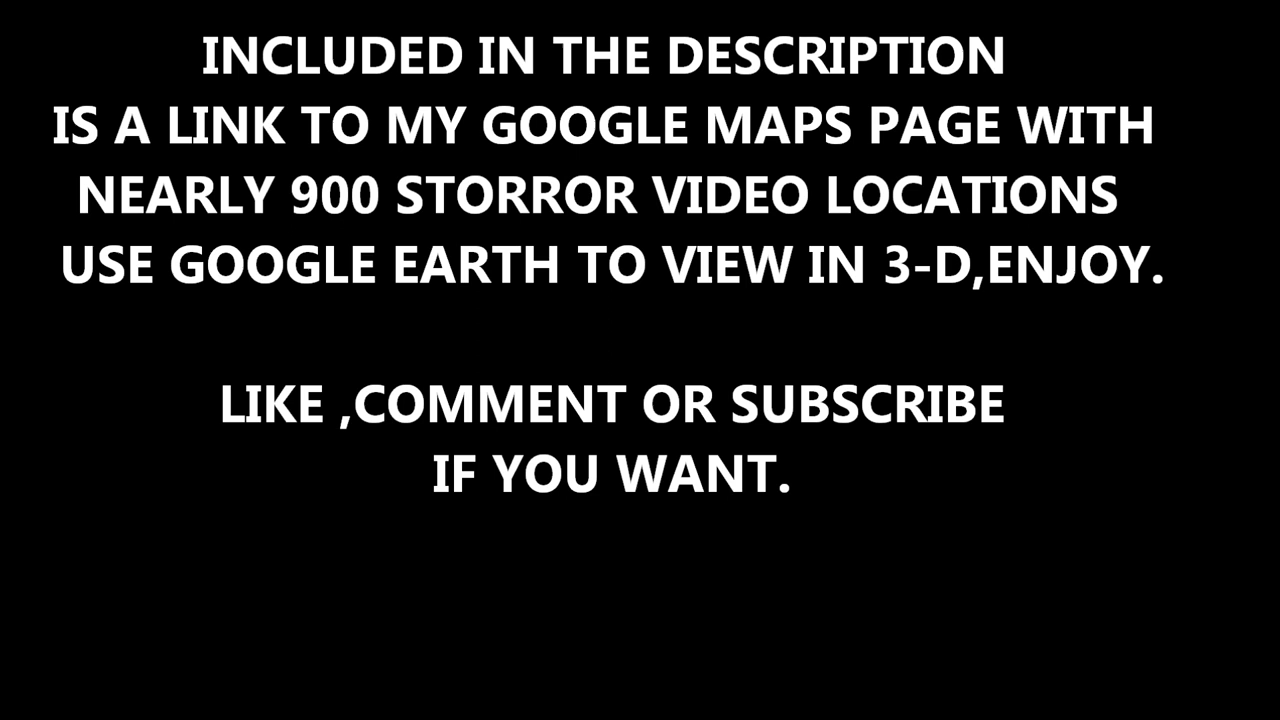 INCLUDED IN THE DESCRIPTION
IS A LINK TO MY GOOGLE MAPS PAGE WITH
NEARLY 900 STORROR VIDEO LOCATIONS
USE GOOGLE EARTH TO VIEW IN 3-D,ENJOY.
LIKE ,COMMENT OR SUBSCRIBE
IF YOU WANT.